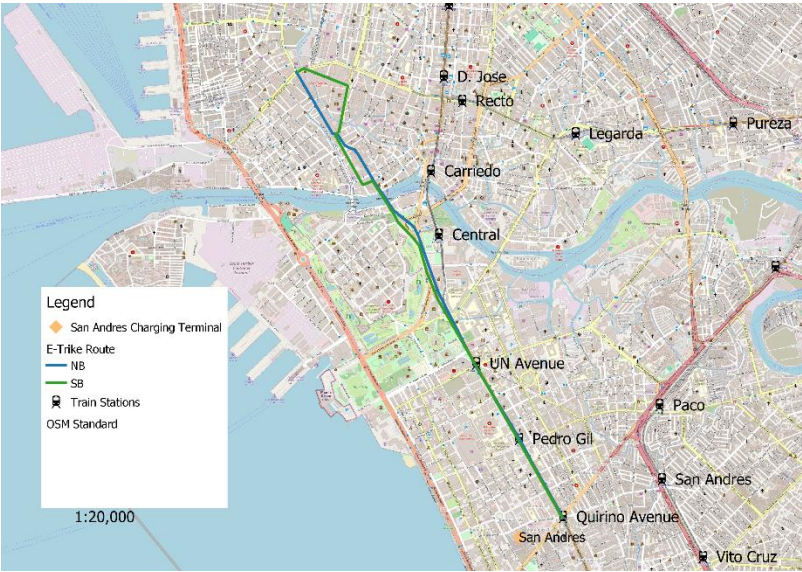 D. Jose
Recto
Pureza
Legarda
Carriedo
Central
Legend
San Andres Charging Terminal
E-Trike Route
NB
SB
Train Stations
OSM Standard
1:20,000
UN Avenue
Paco
Pedro Gil
San Andres
Quirino Avenue
San Andres
Vito Cruz